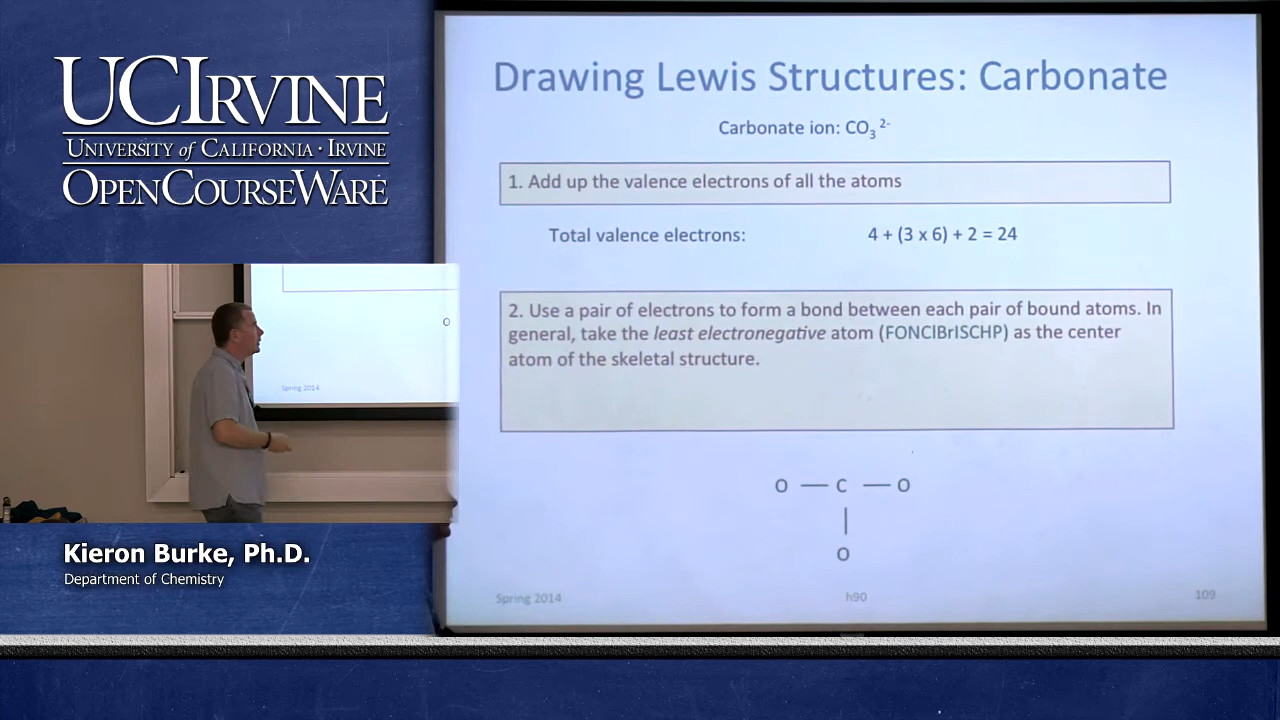 UCIRVINE
UNIVERSITY of CALIFORNIA · IRVINE
OPENCOURSEWARE
O
Spring 2014
Kieron Burke, Ph.D.
Department of Chemistry
Drawing Lewis Structures: Carbonate
Carbonate ion: CO₃²⁻
1. Add up the valence electrons of all the atoms
Total valence electrons: 4 + (3 x 6) + 2 = 24
2. Use a pair of electrons to form a bond between each pair of bound atoms. In
general, take the least electronegative atom (FONClBrISCHP) as the center
atom of the skeletal structure.
O — C — O
|
O
Spring 2014 h90 109